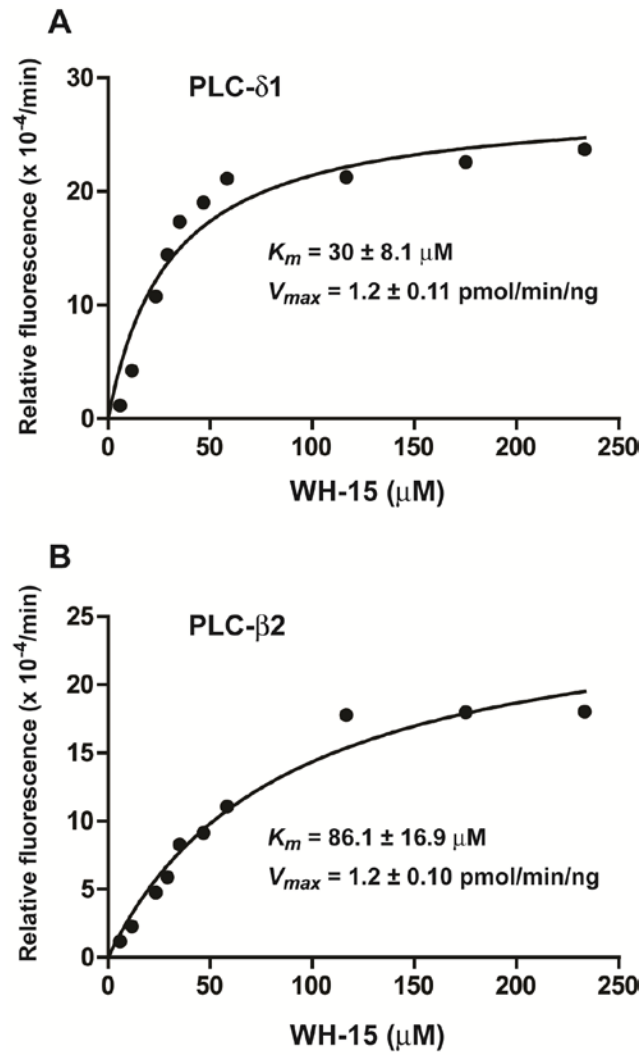 A
PLC-δ1
Relative fluorescence (x 10⁻⁴/min)
30
20
10
0
Kₘ = 30 ± 8.1 μM
Vₘₐₓ = 1.2 ± 0.11 pmol/min/ng
0 50 100 150 200 250
WH-15 (μM)
B
PLC-β2
Relative fluorescence (x 10⁻⁴/min)
25
20
15
10
5
0
Kₘ = 86.1 ± 16.9 μM
Vₘₐₓ = 1.2 ± 0.10 pmol/min/ng
0 50 100 150 200 250
WH-15 (μM)